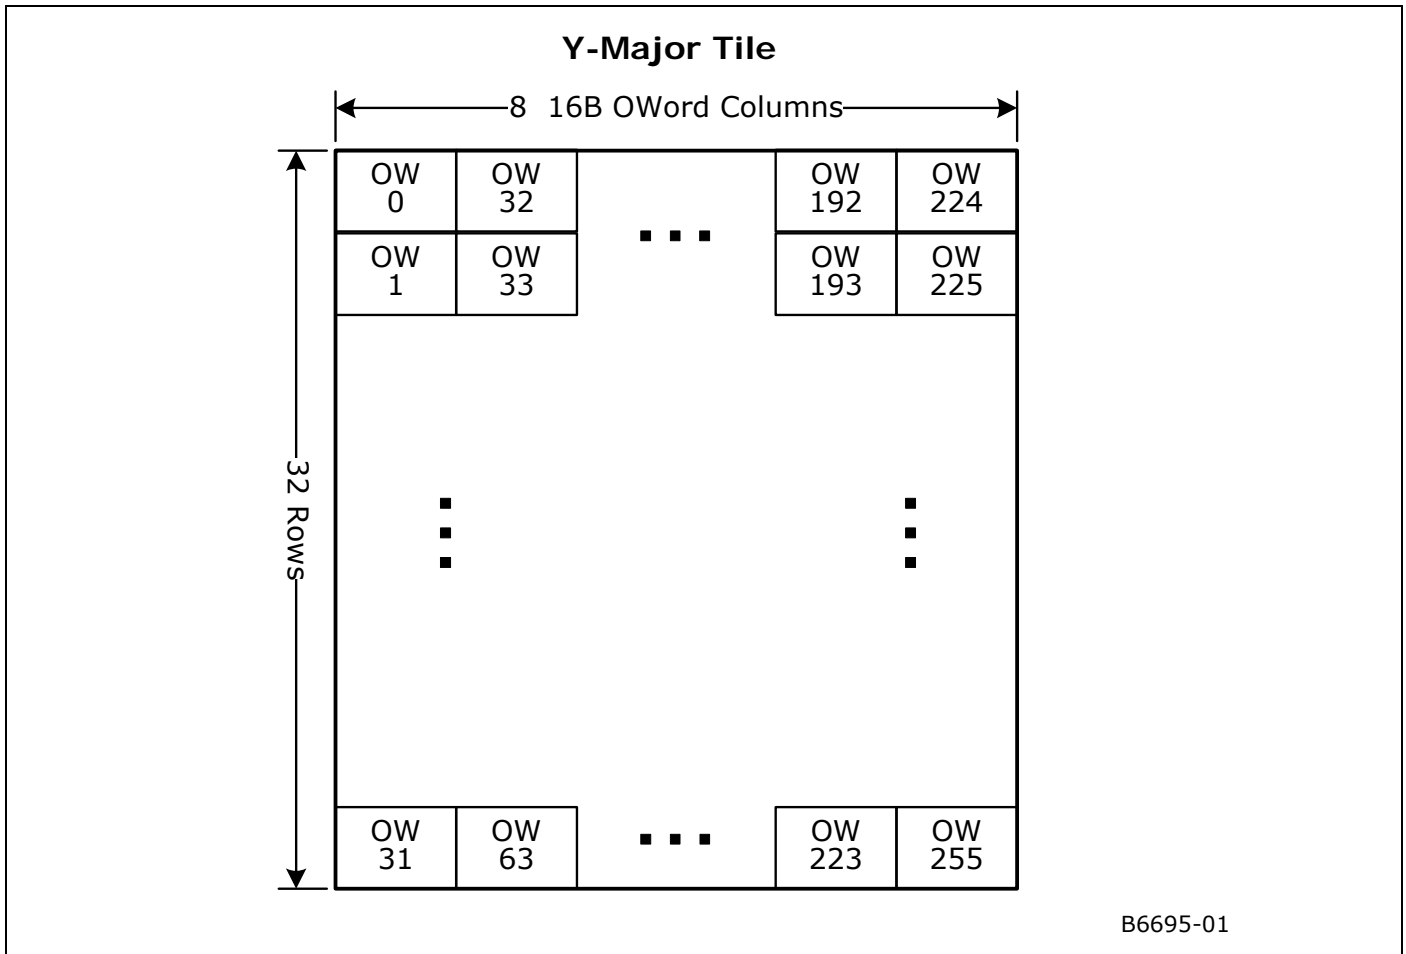 Y-Major Tile
8 16B OWord Columns
OW
0
OW
32
OW
192
OW
224
OW
1
OW
33
OW
193
OW
225
32 Rows
OW
31
OW
63
OW
223
OW
255
B6695-01